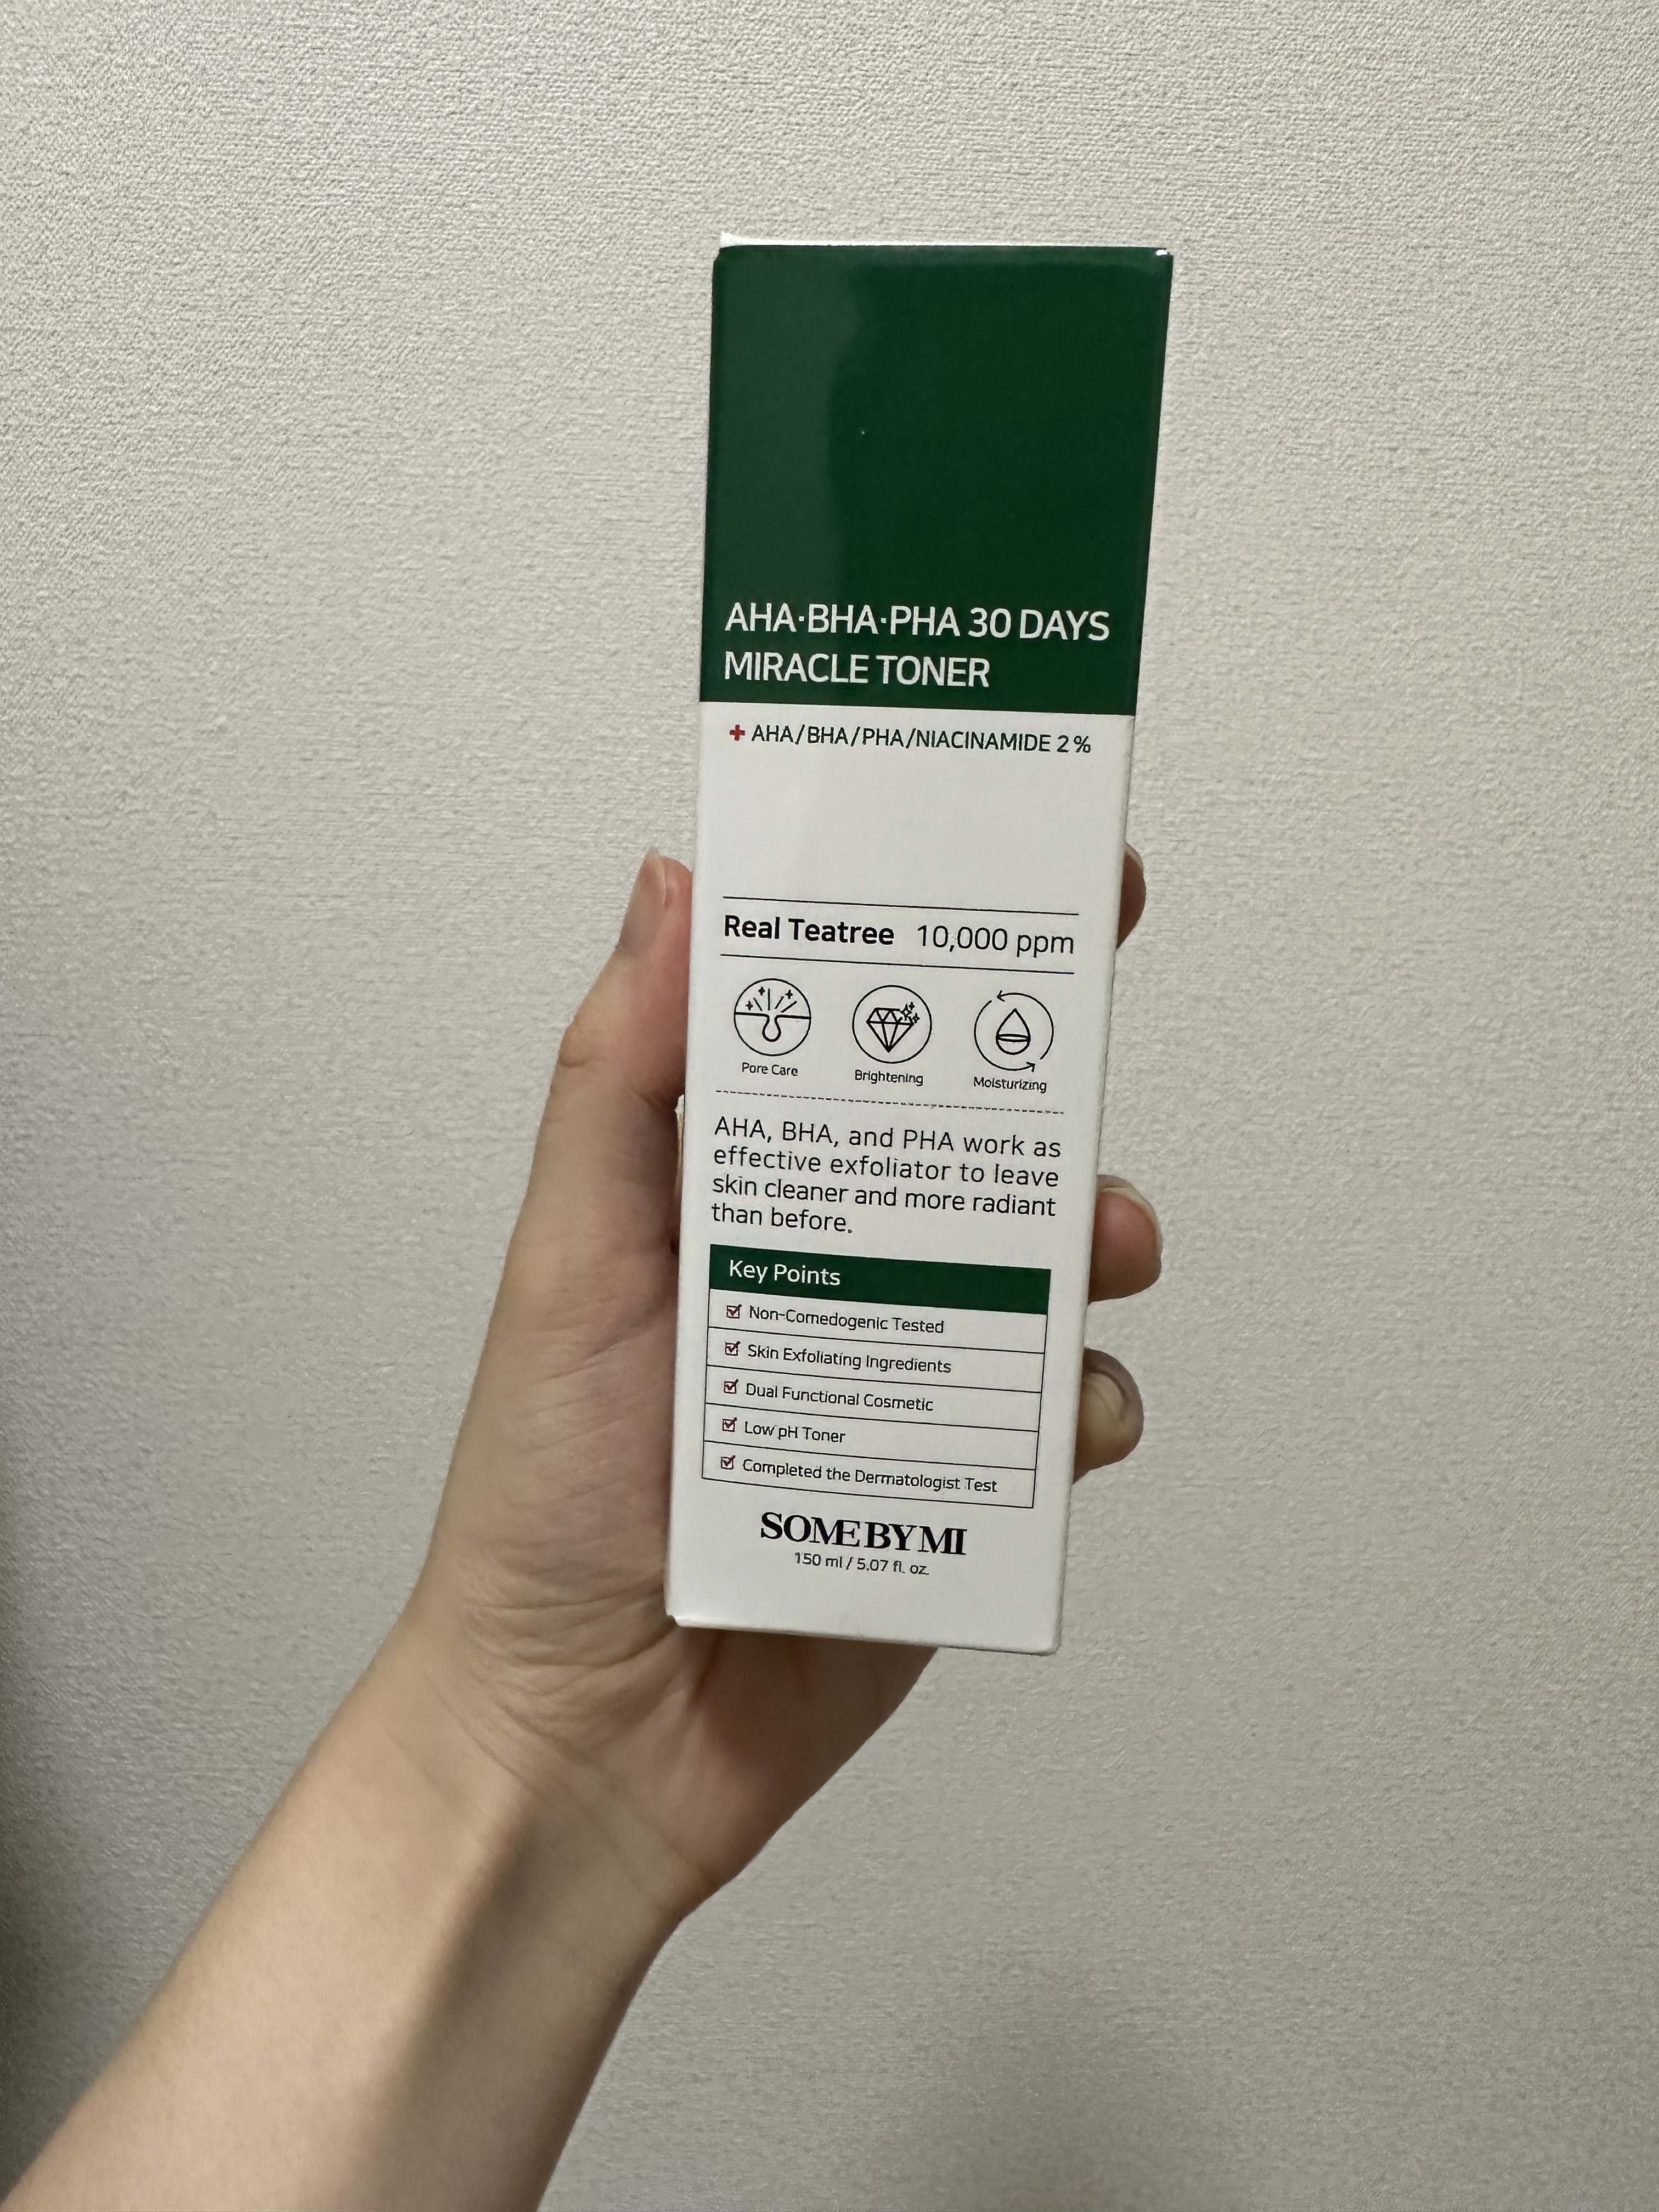 AHA·BHA·PHA 30 DAYS
MIRACLE TONER
+ AHA/BHA/PHA/NIACINAMIDE 2%
Real Teatree 10,000 ppm
Pore Care Brightening Moisturizing
AHA, BHA, and PHA work as
effective exfoliator to leave
skin cleaner and more radiant
than before.
Key Points
Non-Comedogenic Tested
Skin Exfoliating Ingredients
Dual Functional Cosmetic
Low pH Toner
Completed the Dermatologist Test
SOME BY MI
150 ml / 5.07 fl. oz.